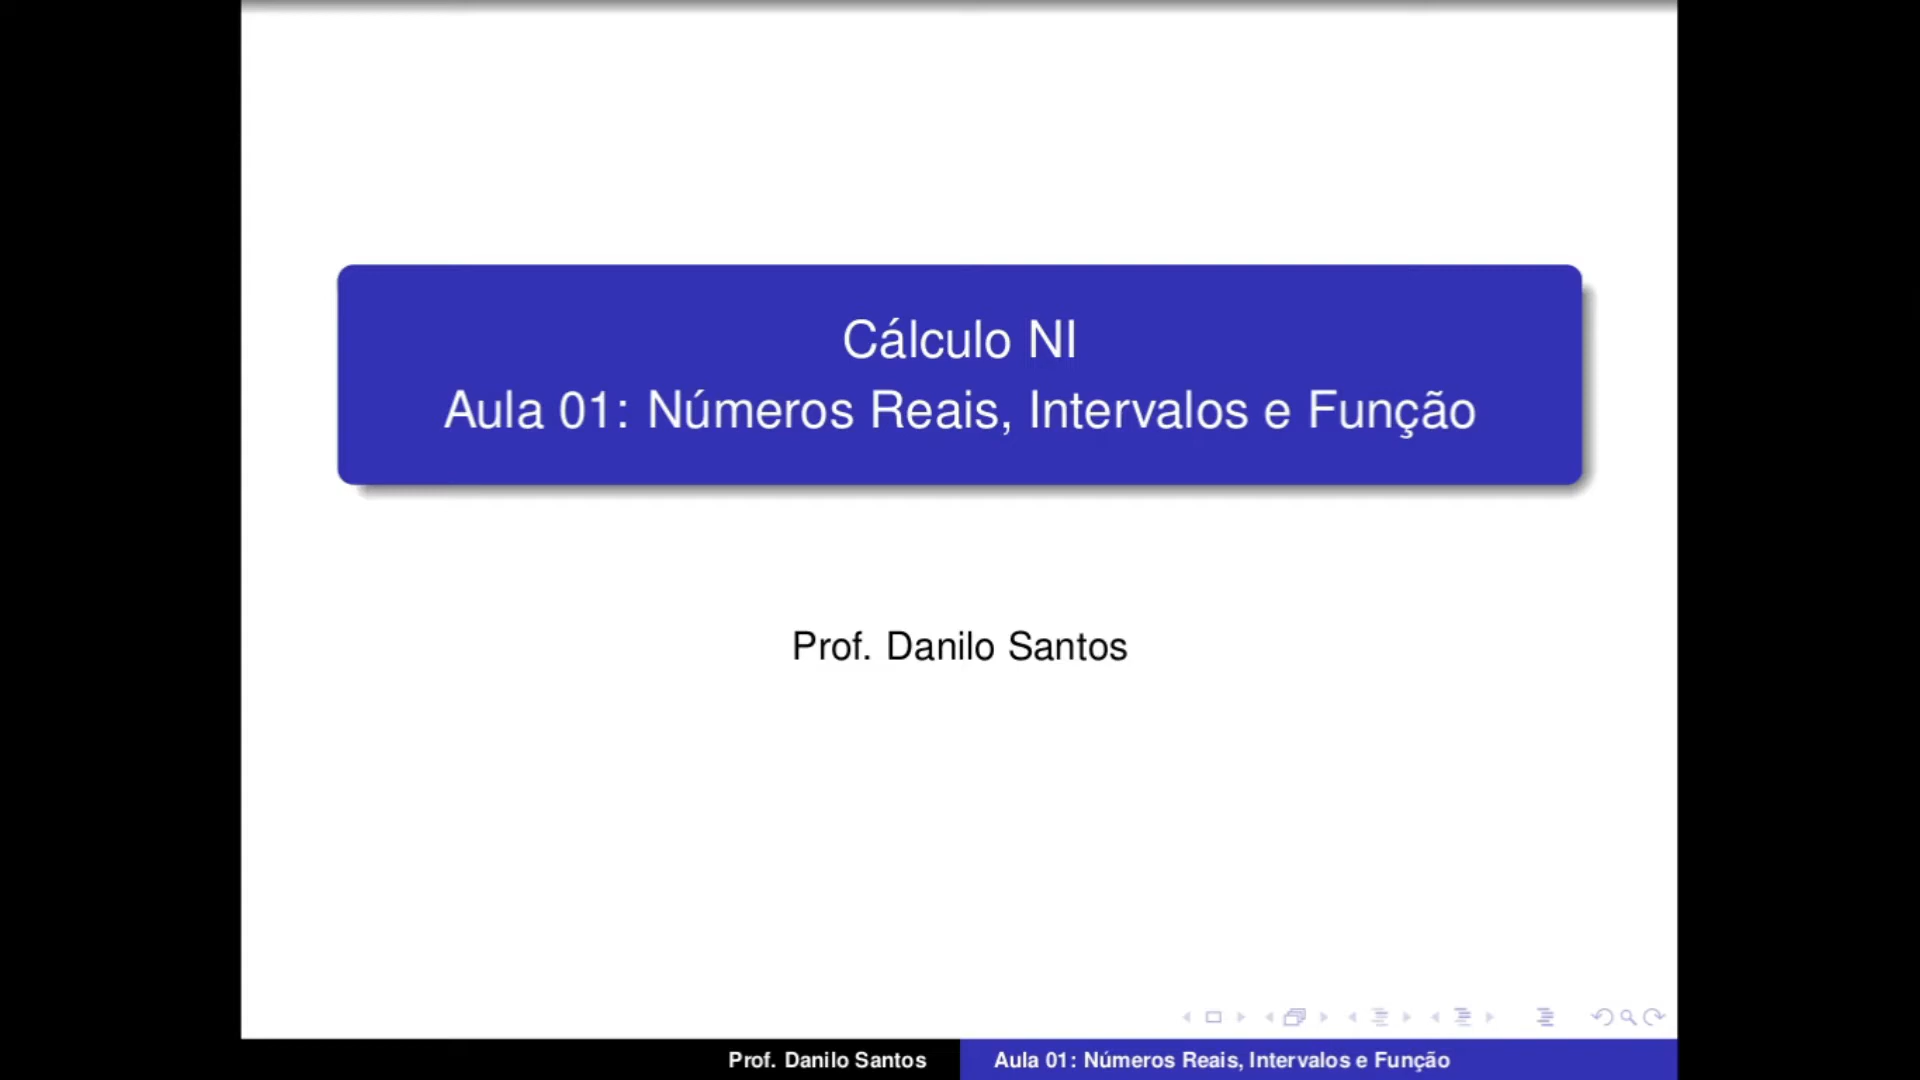 Cálculo NI
Aula 01: Números Reais, Intervalos e Função
Prof. Danilo Santos
Prof. Danilo Santos
Aula 01: Números Reais, Intervalos e Função